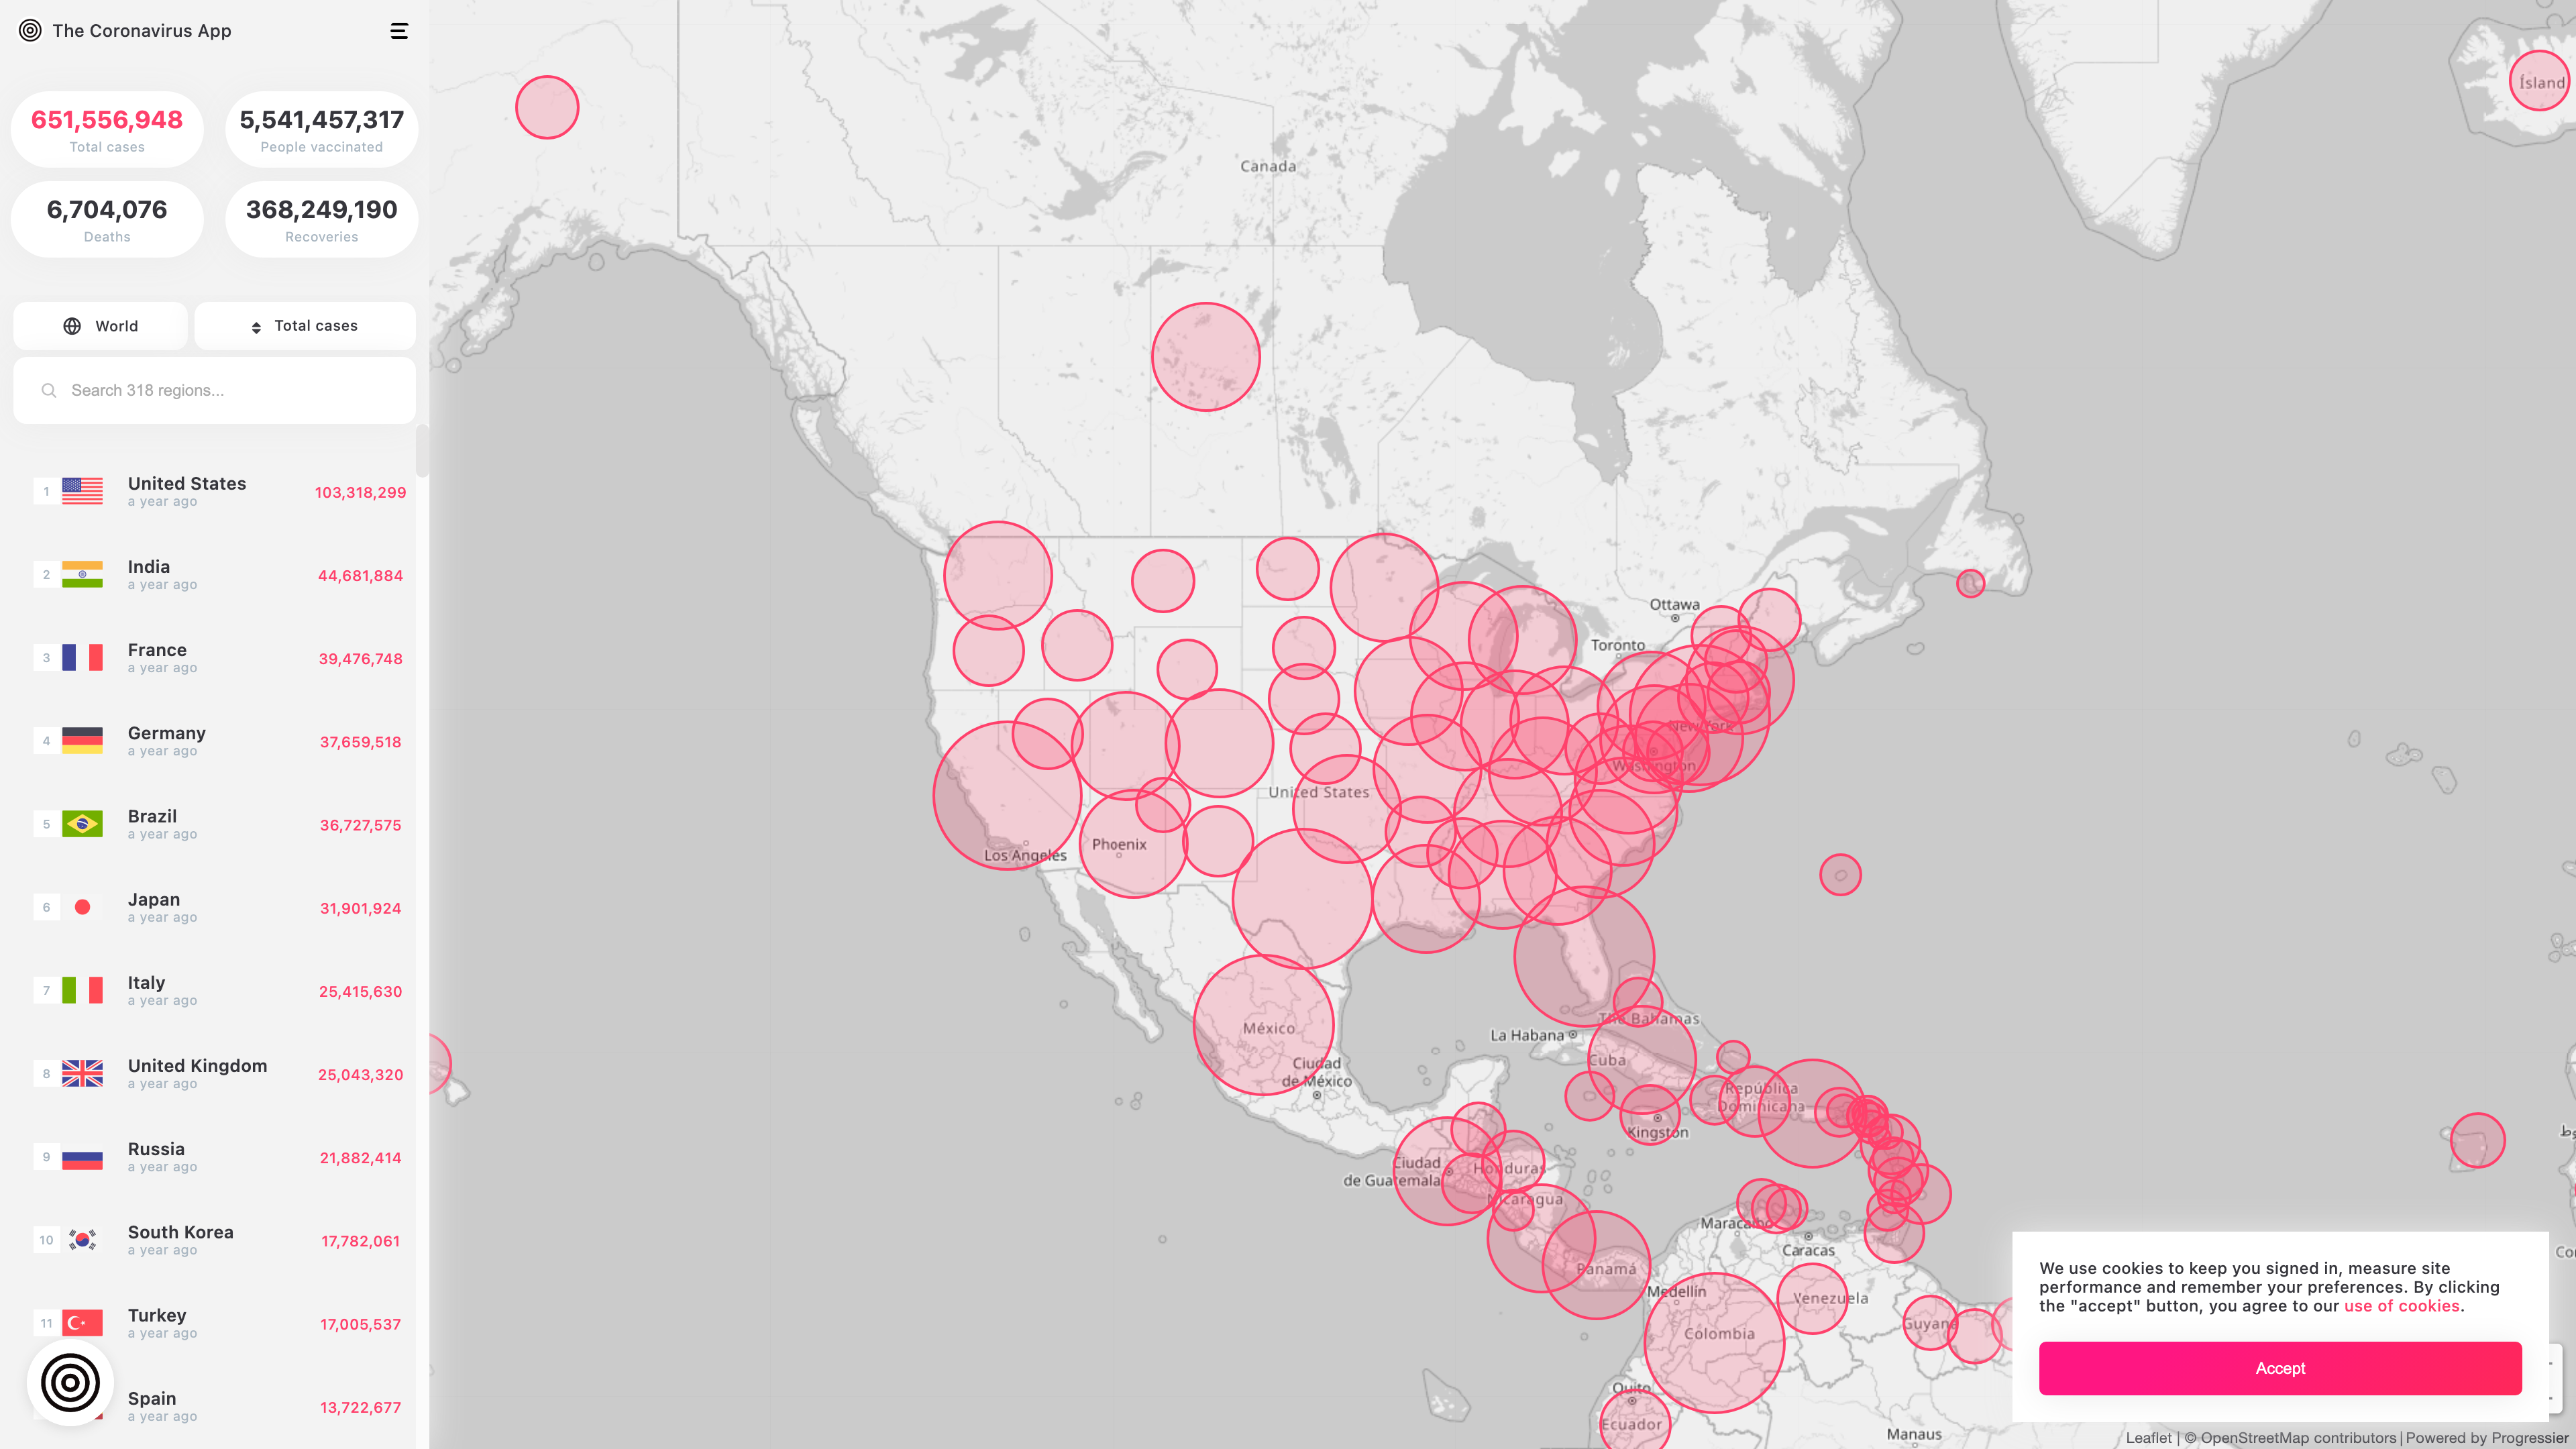 The Coronavirus App
651,556,948
Total cases
5,541,457,317
People vaccinated
6,704,076
Deaths
368,249,190
Recoveries
World
Total cases
Search 318 regions...
1
United States
a year ago
103,318,299
2
India
a year ago
44,681,884
3
France
a year ago
39,476,748
4
Germany
a year ago
37,659,518
5
Brazil
a year ago
36,727,575
6
Japan
a year ago
31,901,924
7
Italy
a year ago
25,415,630
8
United Kingdom
a year ago
25,043,320
9
Russia
a year ago
21,882,414
10
South Korea
a year ago
17,782,061
11
Turkey
a year ago
17,005,537
Spain
a year ago
13,722,677
Canada
Ísland
Ottawa
Toronto
New York
Washington
United States
Phoenix
Los Angeles
México
Ciudad
de México
La Habana
The Bahamas
Cuba
República
Dominicana
Kingston
Ciudad
de Guatemala
Honduras
Nicaragua
Maracaibo
Caracas
Panamá
Medellín
Venezuela
Guyana
Colombia
Quito
Ecuador
Manaus
We use cookies to keep you signed in, measure site
performance and remember your preferences. By clicking
the "accept" button, you agree to our use of cookies.
Accept
Leaflet | © OpenStreetMap contributors | Powered by Progressier